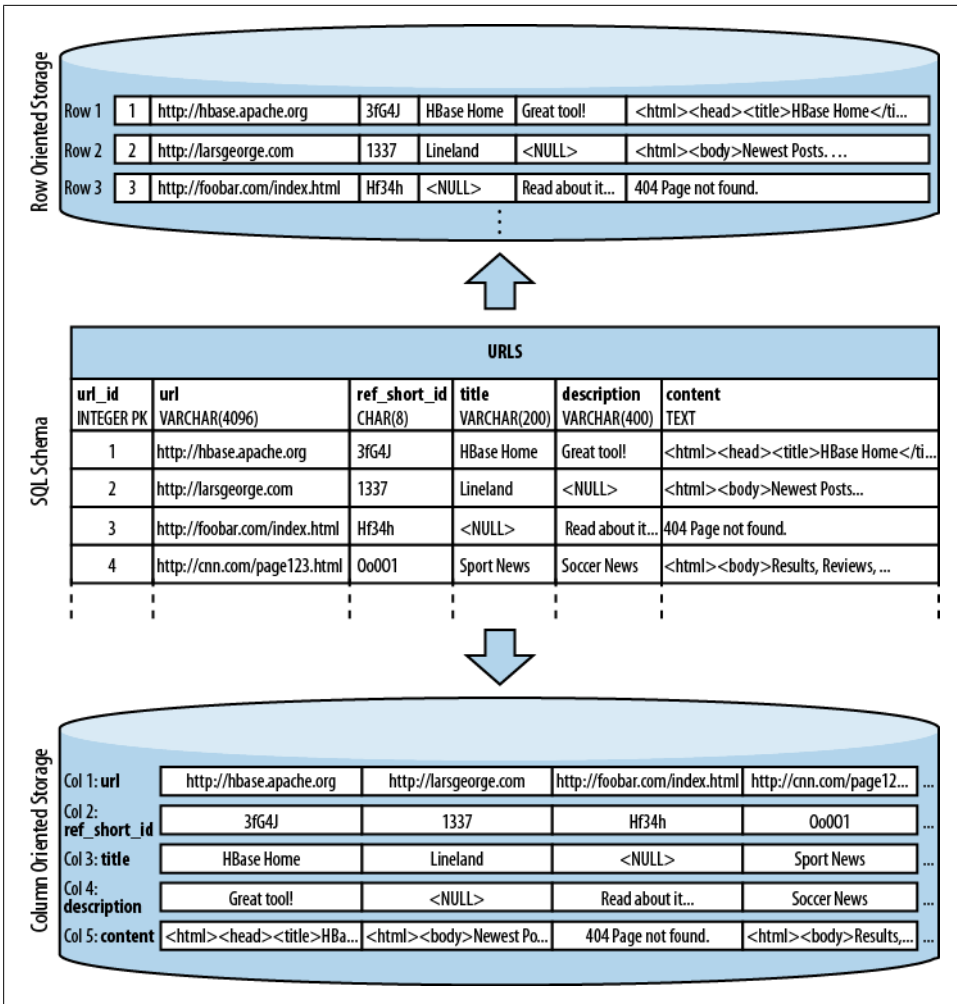 Row Oriented Storage
Row 1 1 http://hbase.apache.org 3fG4J HBase Home Great tool! <html><head><title>HBase Home</ti...
Row 2 2 http://larsgeorge.com 1337 Lineland <NULL> <html><body>Newest Posts. ...
Row 3 3 http://foobar.com/index.html Hf34h <NULL> Read about it... 404 Page not found.
SQL Schema
URLS
url_id url ref_short_id title description content
INTEGER PK VARCHAR(4096) CHAR(8) VARCHAR(200) VARCHAR(400) TEXT
1 http://hbase.apache.org 3fG4J HBase Home Great tool! <html><head><title>HBase Home</ti...
2 http://larsgeorge.com 1337 Lineland <NULL> <html><body>Newest Posts...
3 http://foobar.com/index.html Hf34h <NULL> Read about it... 404 Page not found.
4 http://cnn.com/page123.html Oo001 Sport News Soccer News <html><body>Results, Reviews, ...
Column Oriented Storage
Col 1: url http://hbase.apache.org http://larsgeorge.com http://foobar.com/index.html http://cnn.com/page12... ...
Col 2:
ref_short_id 3fG4J 1337 Hf34h Oo001 ...
Col 3: title HBase Home Lineland <NULL> Sport News ...
Col 4:
description Great tool! <NULL> Read about it... Soccer News ...
Col 5: content <html><head><title>HBa... <html><body>Newest Po... 404 Page not found. <html><body>Results,... ...